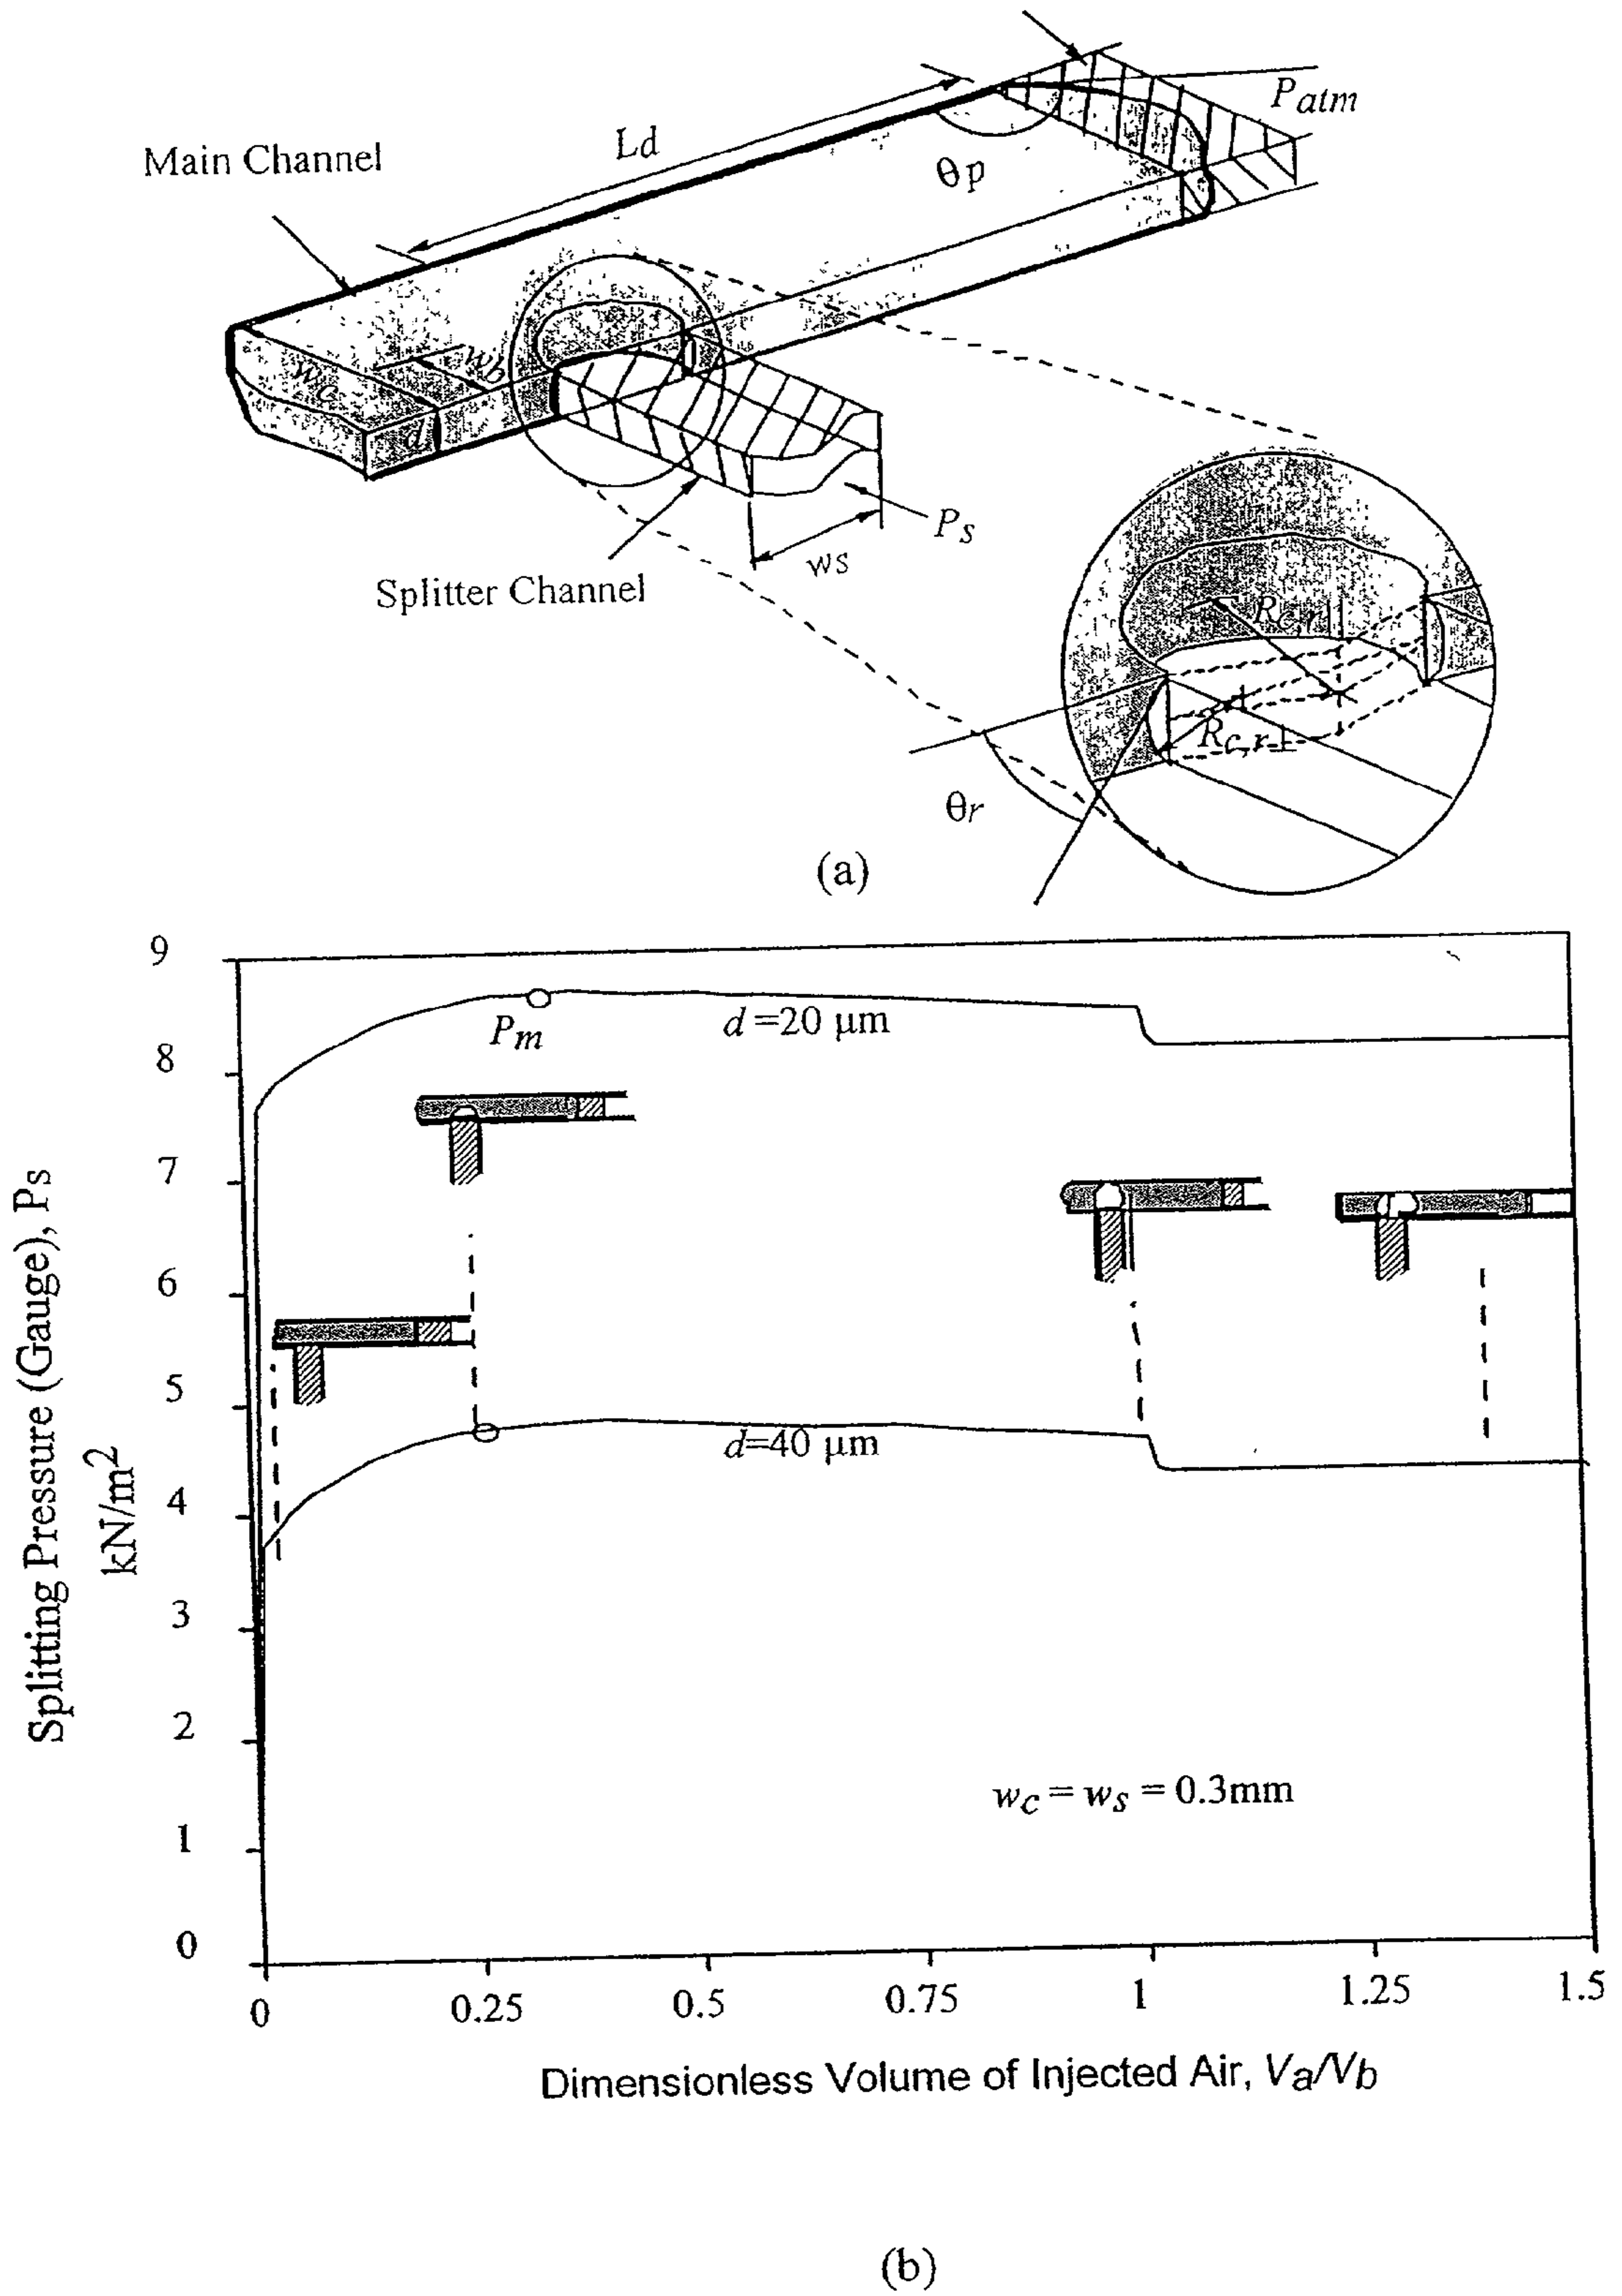 Patm
Ld
Main Channel
θp
wb
wc
d
Ps
ws
Splitter Channel
Rc,r||
Rc,r⊥
θr
(a)
9
Pm
d =20 μm
8
7
6
5
d=40 μm
4
3
2
wc = ws = 0.3mm
1
0
Splitting Pressure (Gauge), Ps
kN/m2
0 0.25 0.5 0.75 1 1.25 1.5
Dimensionless Volume of Injected Air, Va/Vb
(b)